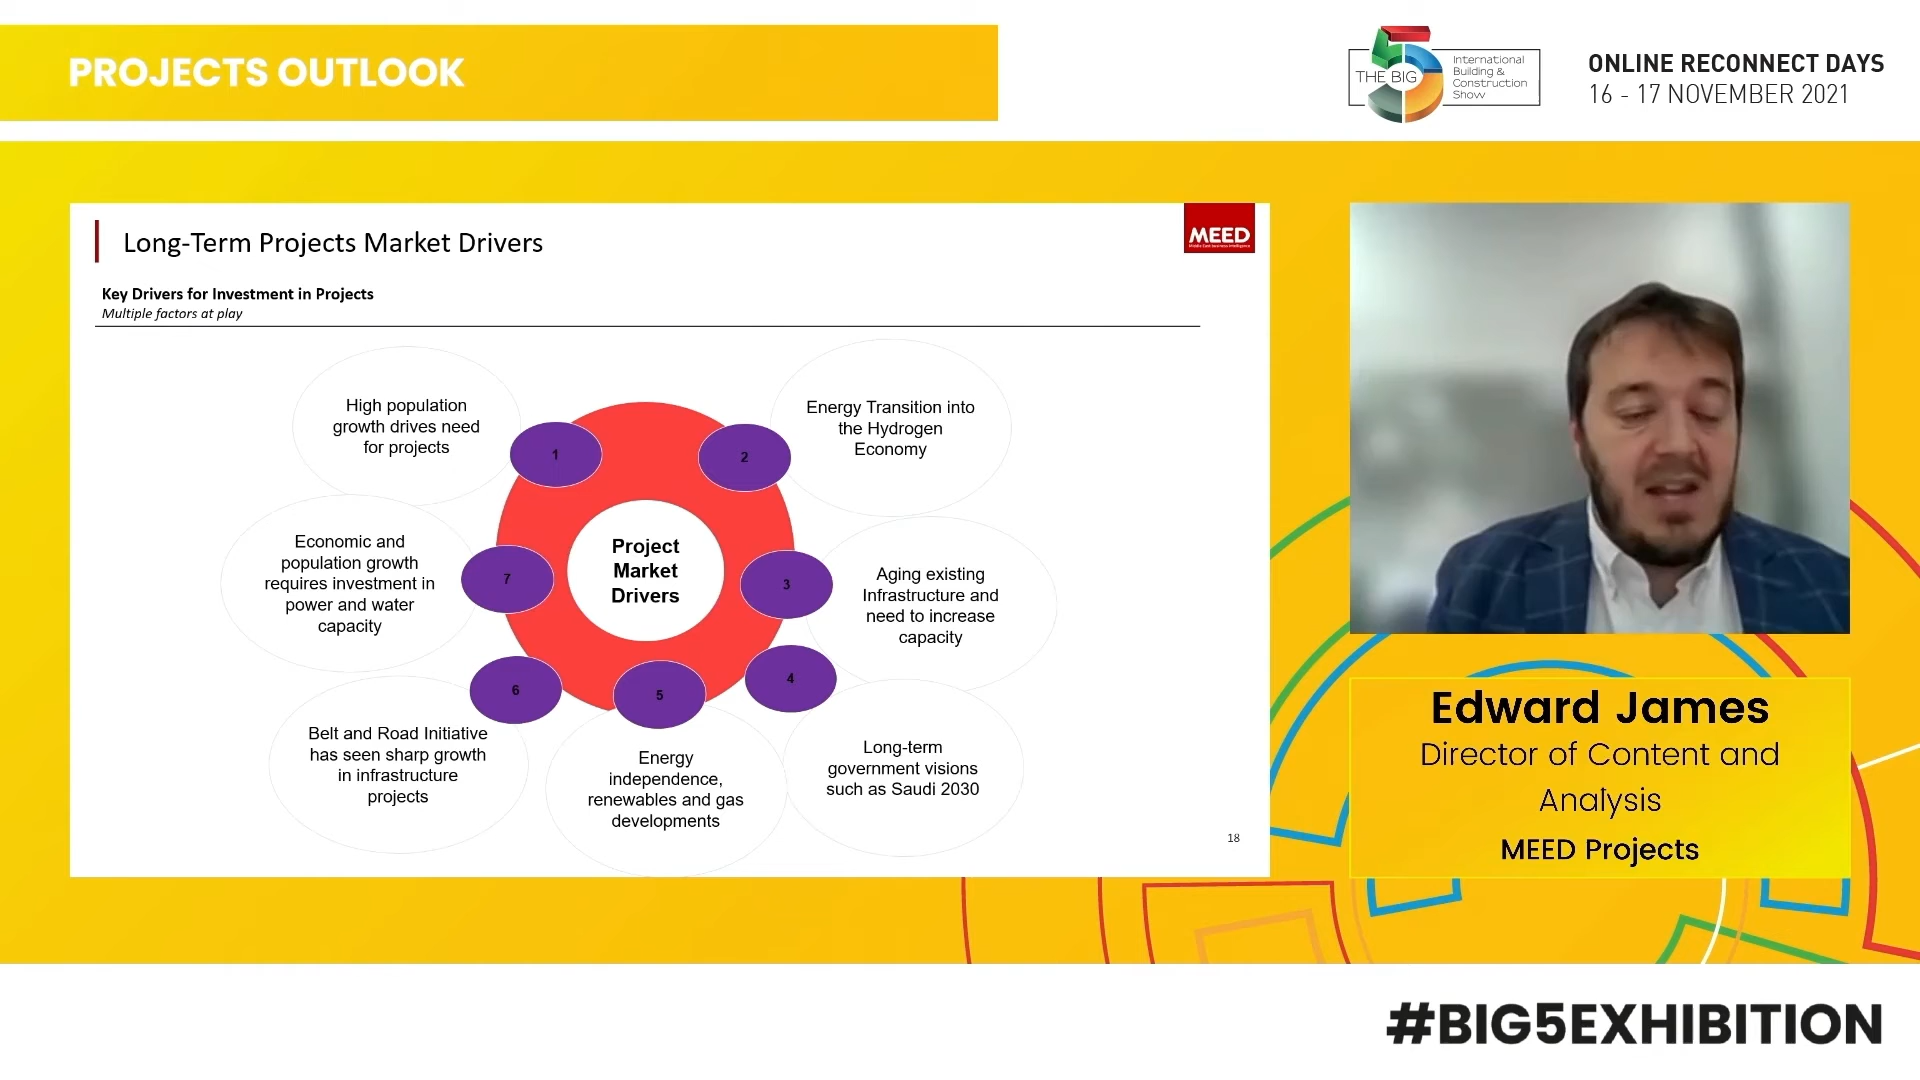 PROJECTS OUTLOOK
THE BIG 5
International
Building &
Construction
Show
ONLINE RECONNECT DAYS
16 - 17 NOVEMBER 2021
Long-Term Projects Market Drivers
MEED
Middle East business intelligence
Key Drivers for Investment in Projects
Multiple factors at play
High population
growth drives need
for projects
1
2
Energy Transition into
the Hydrogen
Economy
Economic and
population growth
requires investment in
power and water
capacity
7
Project
Market
Drivers
3
Aging existing
Infrastructure and
need to increase
capacity
6
5
4
Belt and Road Initiative
has seen sharp growth
in infrastructure
projects
Energy
independence,
renewables and gas
developments
Long-term
government visions
such as Saudi 2030
18
Edward James
Director of Content and
Analysis
MEED Projects
#BIG5EXHIBITION